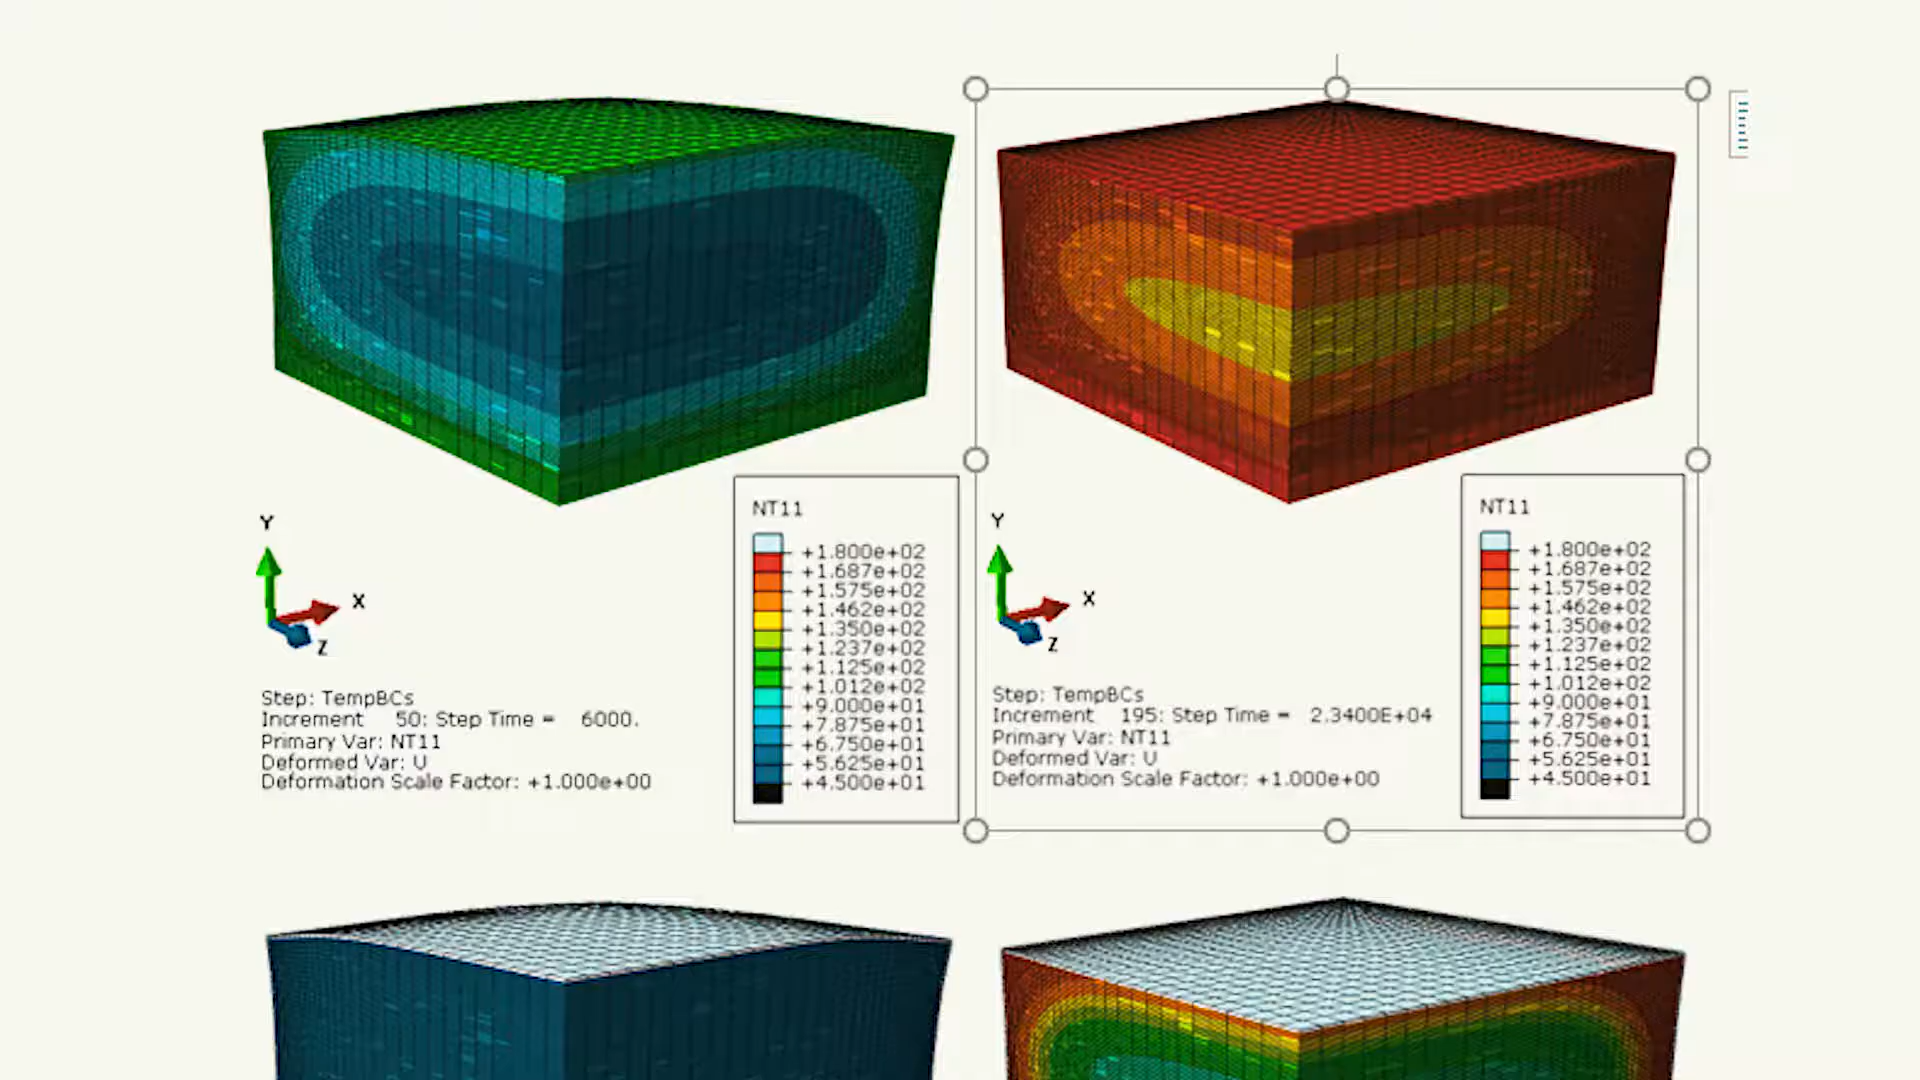 NT11
+1.800e+02
+1.687e+02
+1.575e+02
+1.462e+02
+1.350e+02
+1.237e+02
+1.125e+02
+1.012e+02
+9.000e+01
+7.875e+01
+6.750e+01
+5.625e+01
+4.500e+01
Y
X
Z
Step: TempBCs
Increment 50: Step Time = 6000.
Primary Var: NT11
Deformed Var: U
Deformation Scale Factor: +1.000e+00
NT11
+1.800e+02
+1.687e+02
+1.575e+02
+1.462e+02
+1.350e+02
+1.237e+02
+1.125e+02
+1.012e+02
+9.000e+01
+7.875e+01
+6.750e+01
+5.625e+01
+4.500e+01
Y
X
Z
Step: TempBCs
Increment 195: Step Time = 2.3400E+04
Primary Var: NT11
Deformed Var: U
Deformation Scale Factor: +1.000e+00